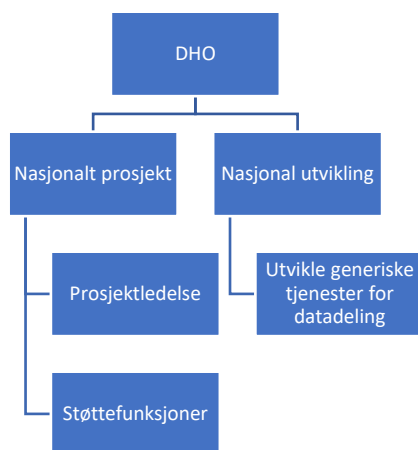 DHO
Nasjonalt prosjekt
Nasjonal utvikling
Prosjektledelse
Utvikle generiske
tjenester for
datadeling
Støttefunksjoner